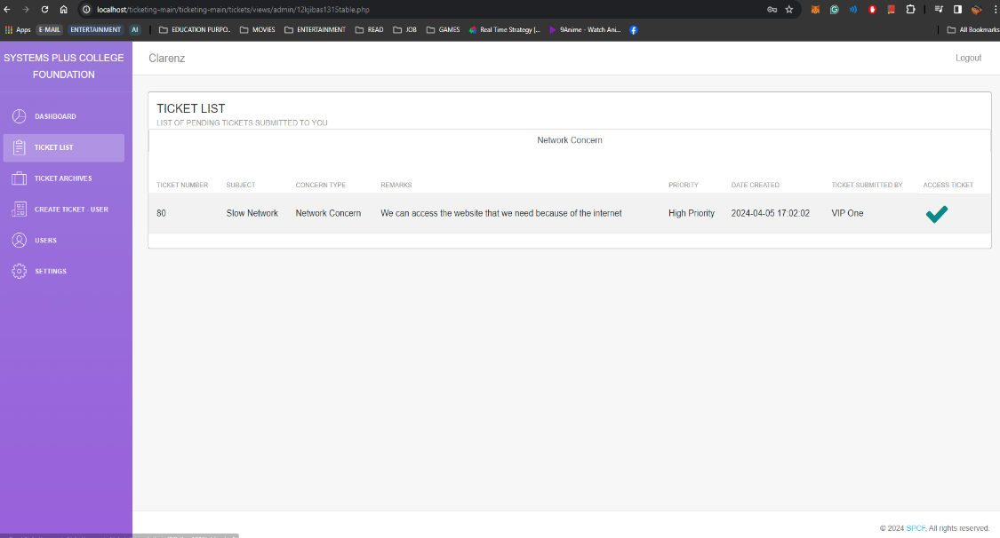 localhost/ticketing-main/ticketing-main/tickets/views/admin/12kjibas1315table.php
Apps E-MAIL ENTERTAINMENT AI EDUCATION PURPO.. MOVIES ENTERTAINMENT READ JOB GAMES Real Time Strategy [... 9Anime - Watch Ani... All Bookmarks
SYSTEMS PLUS COLLEGE
FOUNDATION
Clarenz
Logout
DASHBOARD
TICKET LIST
TICKET ARCHIVES
CREATE TICKET - USER
USERS
SETTINGS
TICKET LIST
LIST OF PENDING TICKETS SUBMITTED TO YOU
Network Concern
TICKET NUMBER SUBJECT CONCERN TYPE REMARKS PRIORITY DATE CREATED TICKET SUBMITTED BY ACCESS TICKET
80 Slow Network Network Concern We can access the website that we need because of the internet High Priority 2024-04-05 17:02:02 VIP One
© 2024 SPCF, All rights reserved.